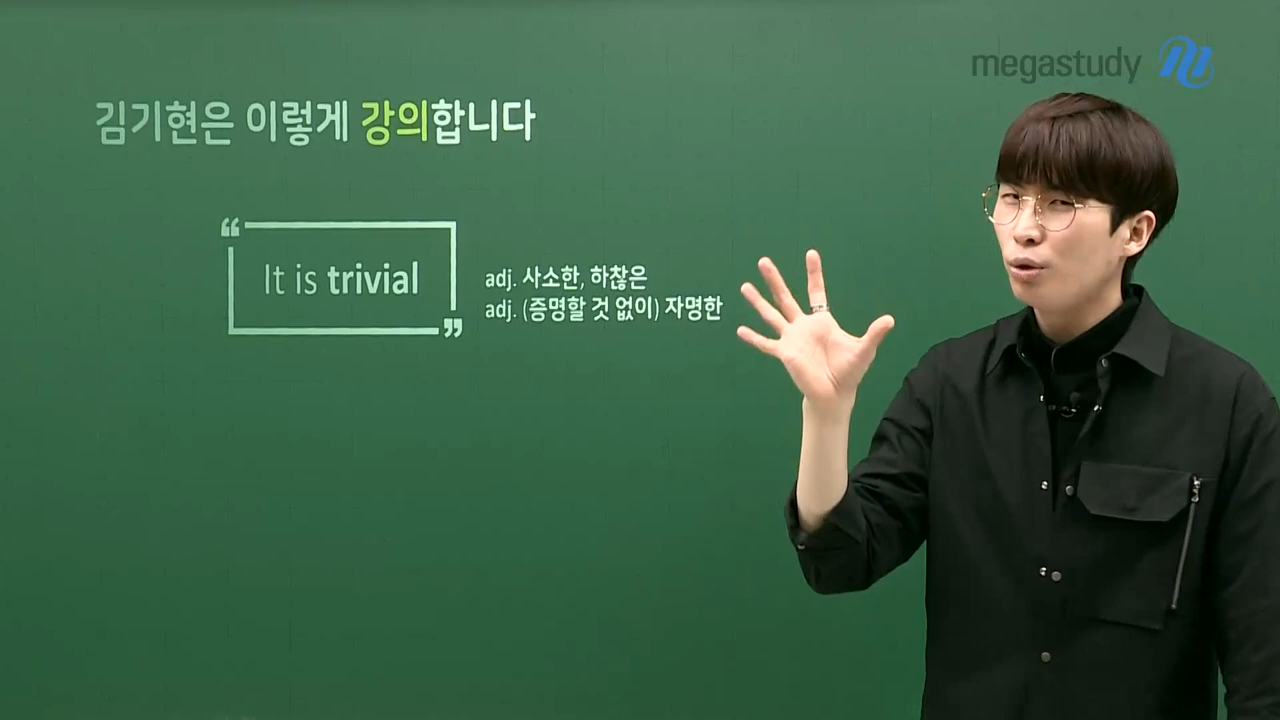 megastudy
김기현은 이렇게 강의합니다
“It is trivial”
adj. 사소한, 하찮은
adj. (증명할 것 없이) 자명한